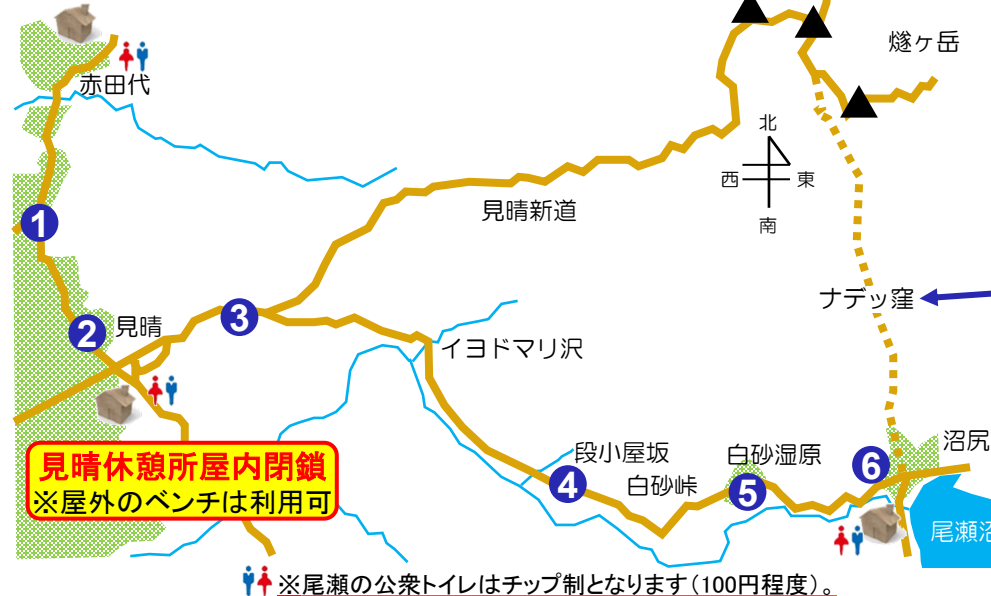 燧ヶ岳
赤田代
北
西 東
南
見晴新道
1
ナデッ窪
2
見晴
3
イヨドマリ沢
見晴休憩所屋内閉鎖
※屋外のベンチは利用可
段小屋坂
白砂湿原
沼尻
4
白砂峠
5
6
尾瀬沼
※尾瀬の公衆トイレはチップ制となります(100円程度)。